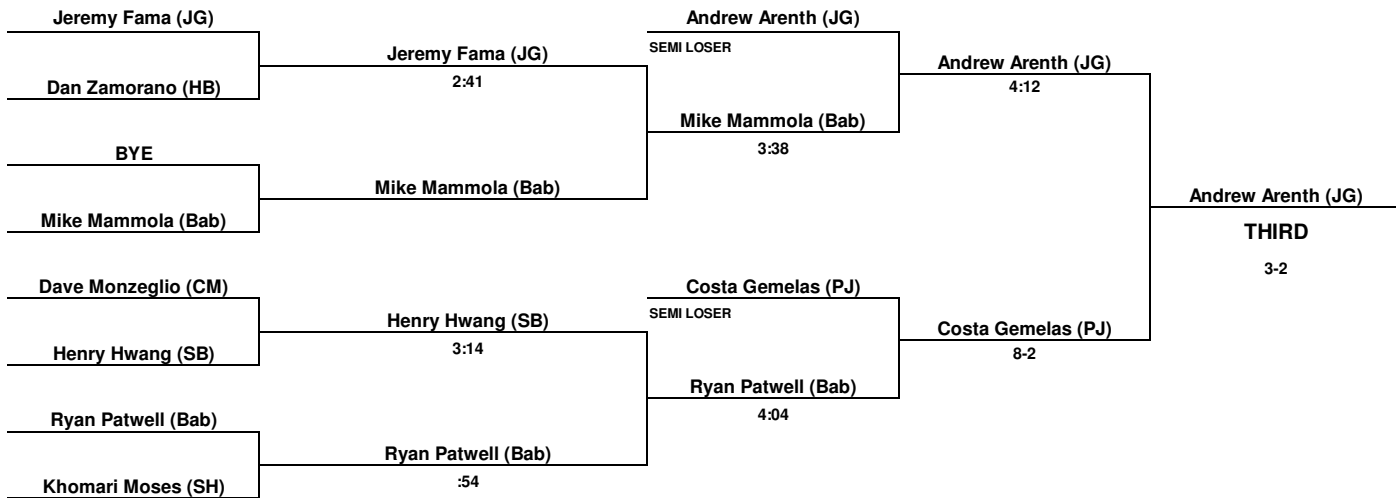 Jeremy Fama (JG)
Andrew Arenth (JG)
SEMI LOSER
Jeremy Fama (JG)
2:41
Andrew Arenth (JG)
4:12
Dan Zamorano (HB)
Mike Mammola (Bab)
3:38
BYE
Mike Mammola (Bab)
Andrew Arenth (JG)
THIRD
3-2
Mike Mammola (Bab)
Dave Monzeglio (CM)
Costa Gemelas (PJ)
SEMI LOSER
Henry Hwang (SB)
3:14
Costa Gemelas (PJ)
8-2
Henry Hwang (SB)
Ryan Patwell (Bab)
4:04
Ryan Patwell (Bab)
Ryan Patwell (Bab)
:54
Khomari Moses (SH)